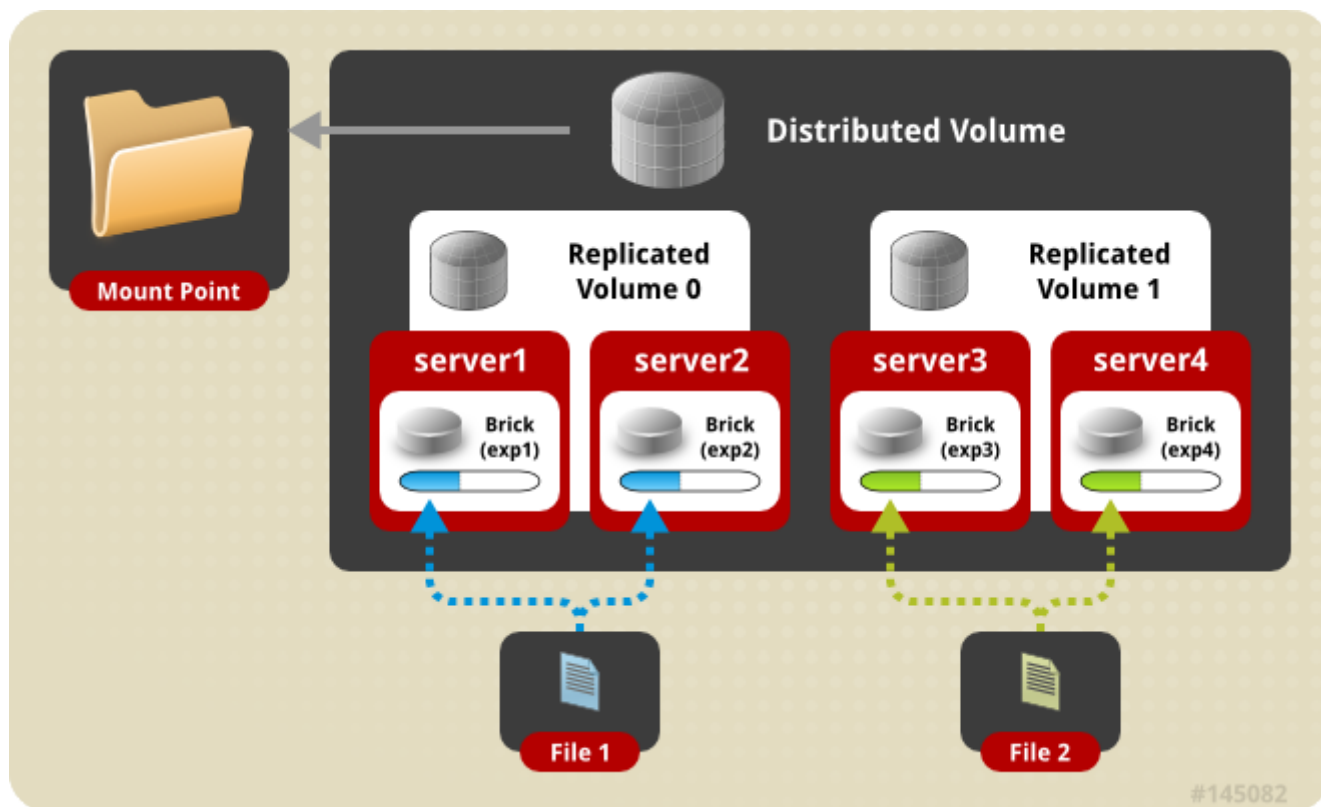 Distributed Volume
Mount Point
Replicated
Volume 0
Replicated
Volume 1
server1
server2
server3
server4
Brick
(exp1)
Brick
(exp2)
Brick
(exp3)
Brick
(exp4)
File 1
File 2
#145082